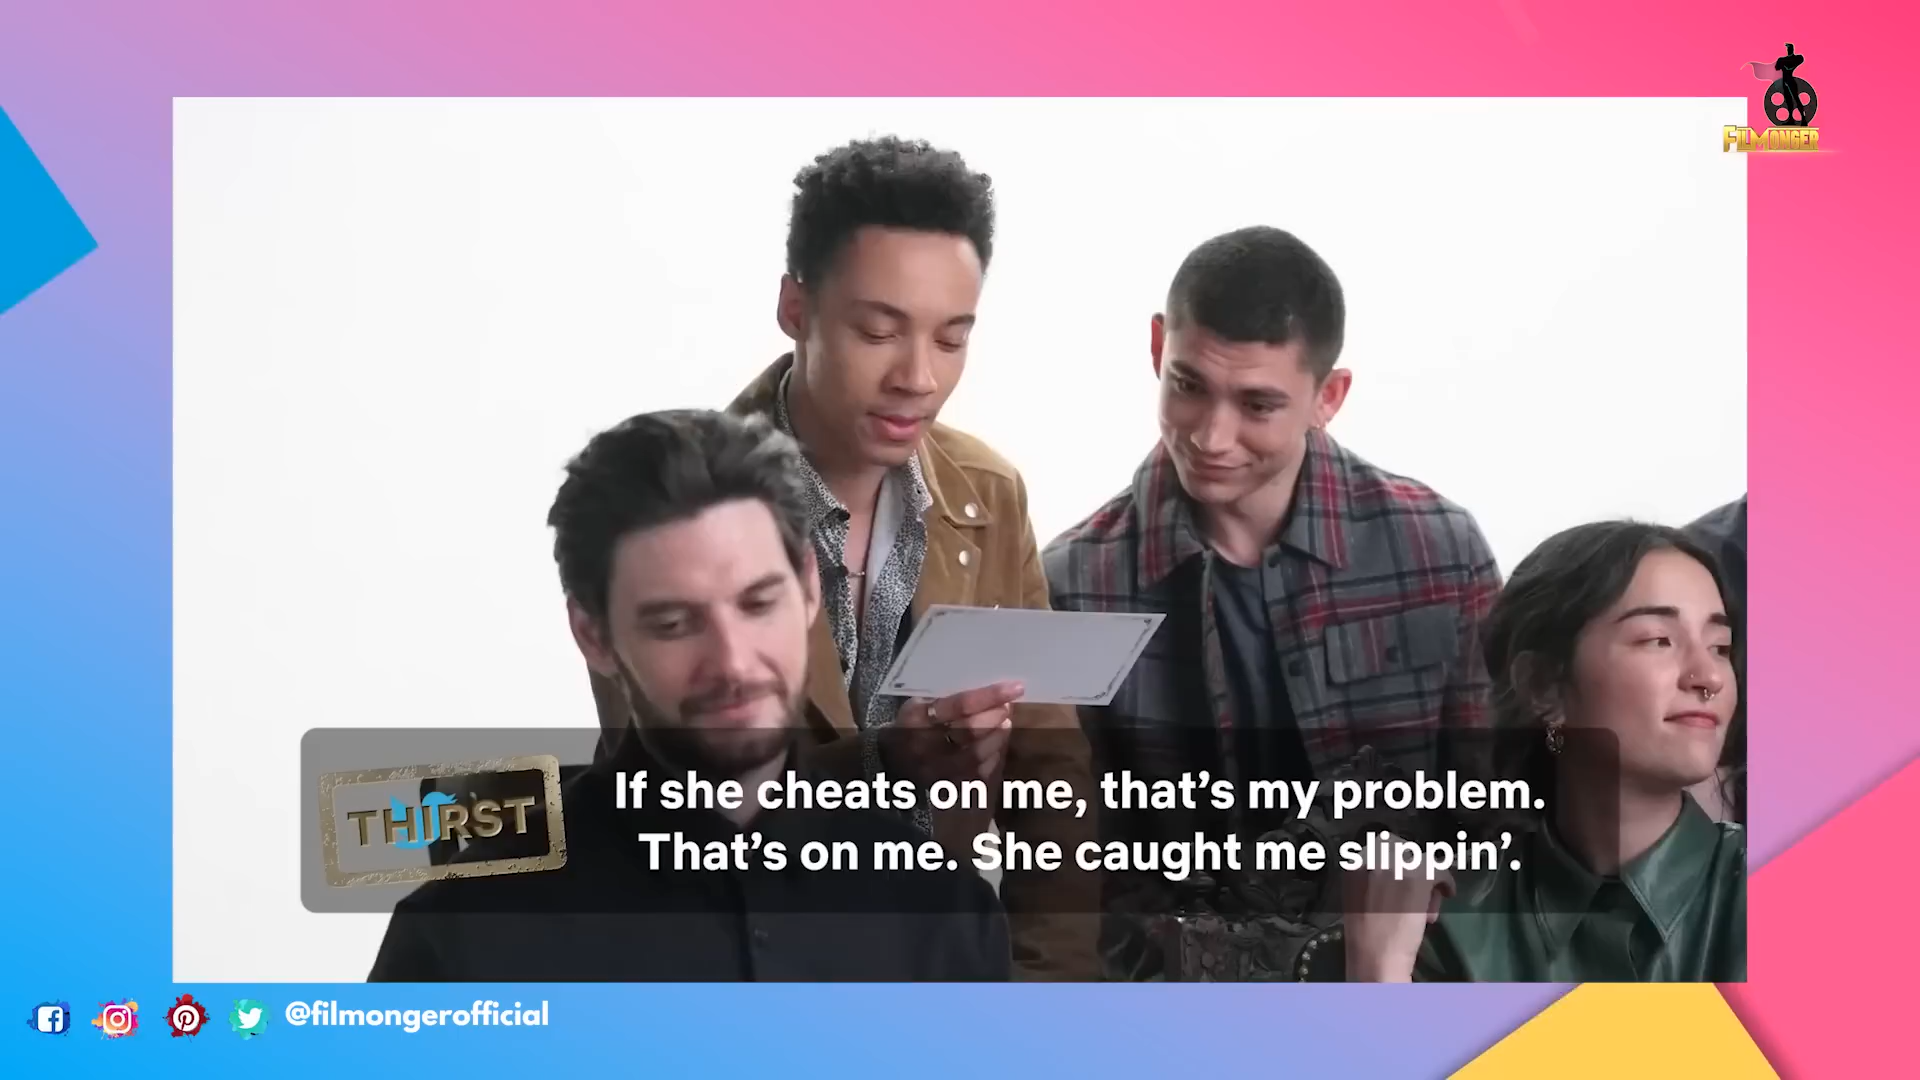 FILMONGER
THIRST
If she cheats on me, that's my problem.
That's on me. She caught me slippin'.
@filmongerofficial